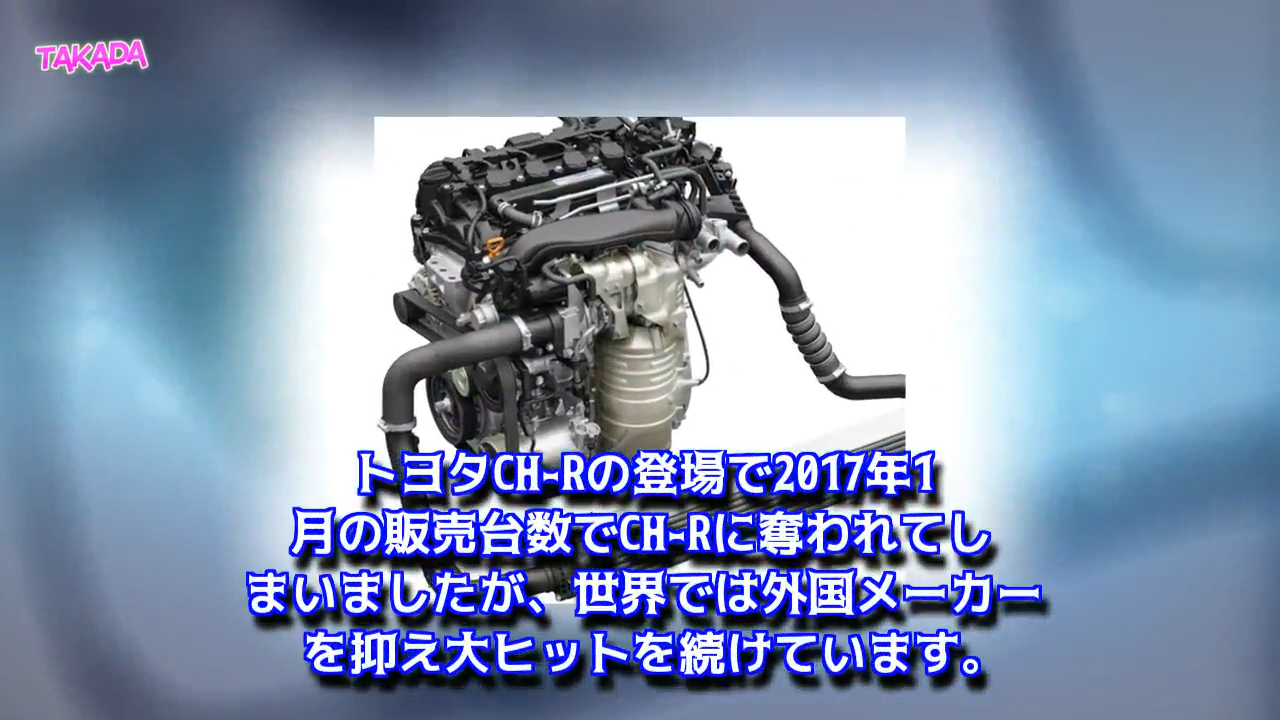 TAKADA
トヨタCH-Rの登場で2017年1
月の販売台数でCH-Rに奪われてし
まいましたが、世界では外国メーカー
を抑え大ヒットを続けています。